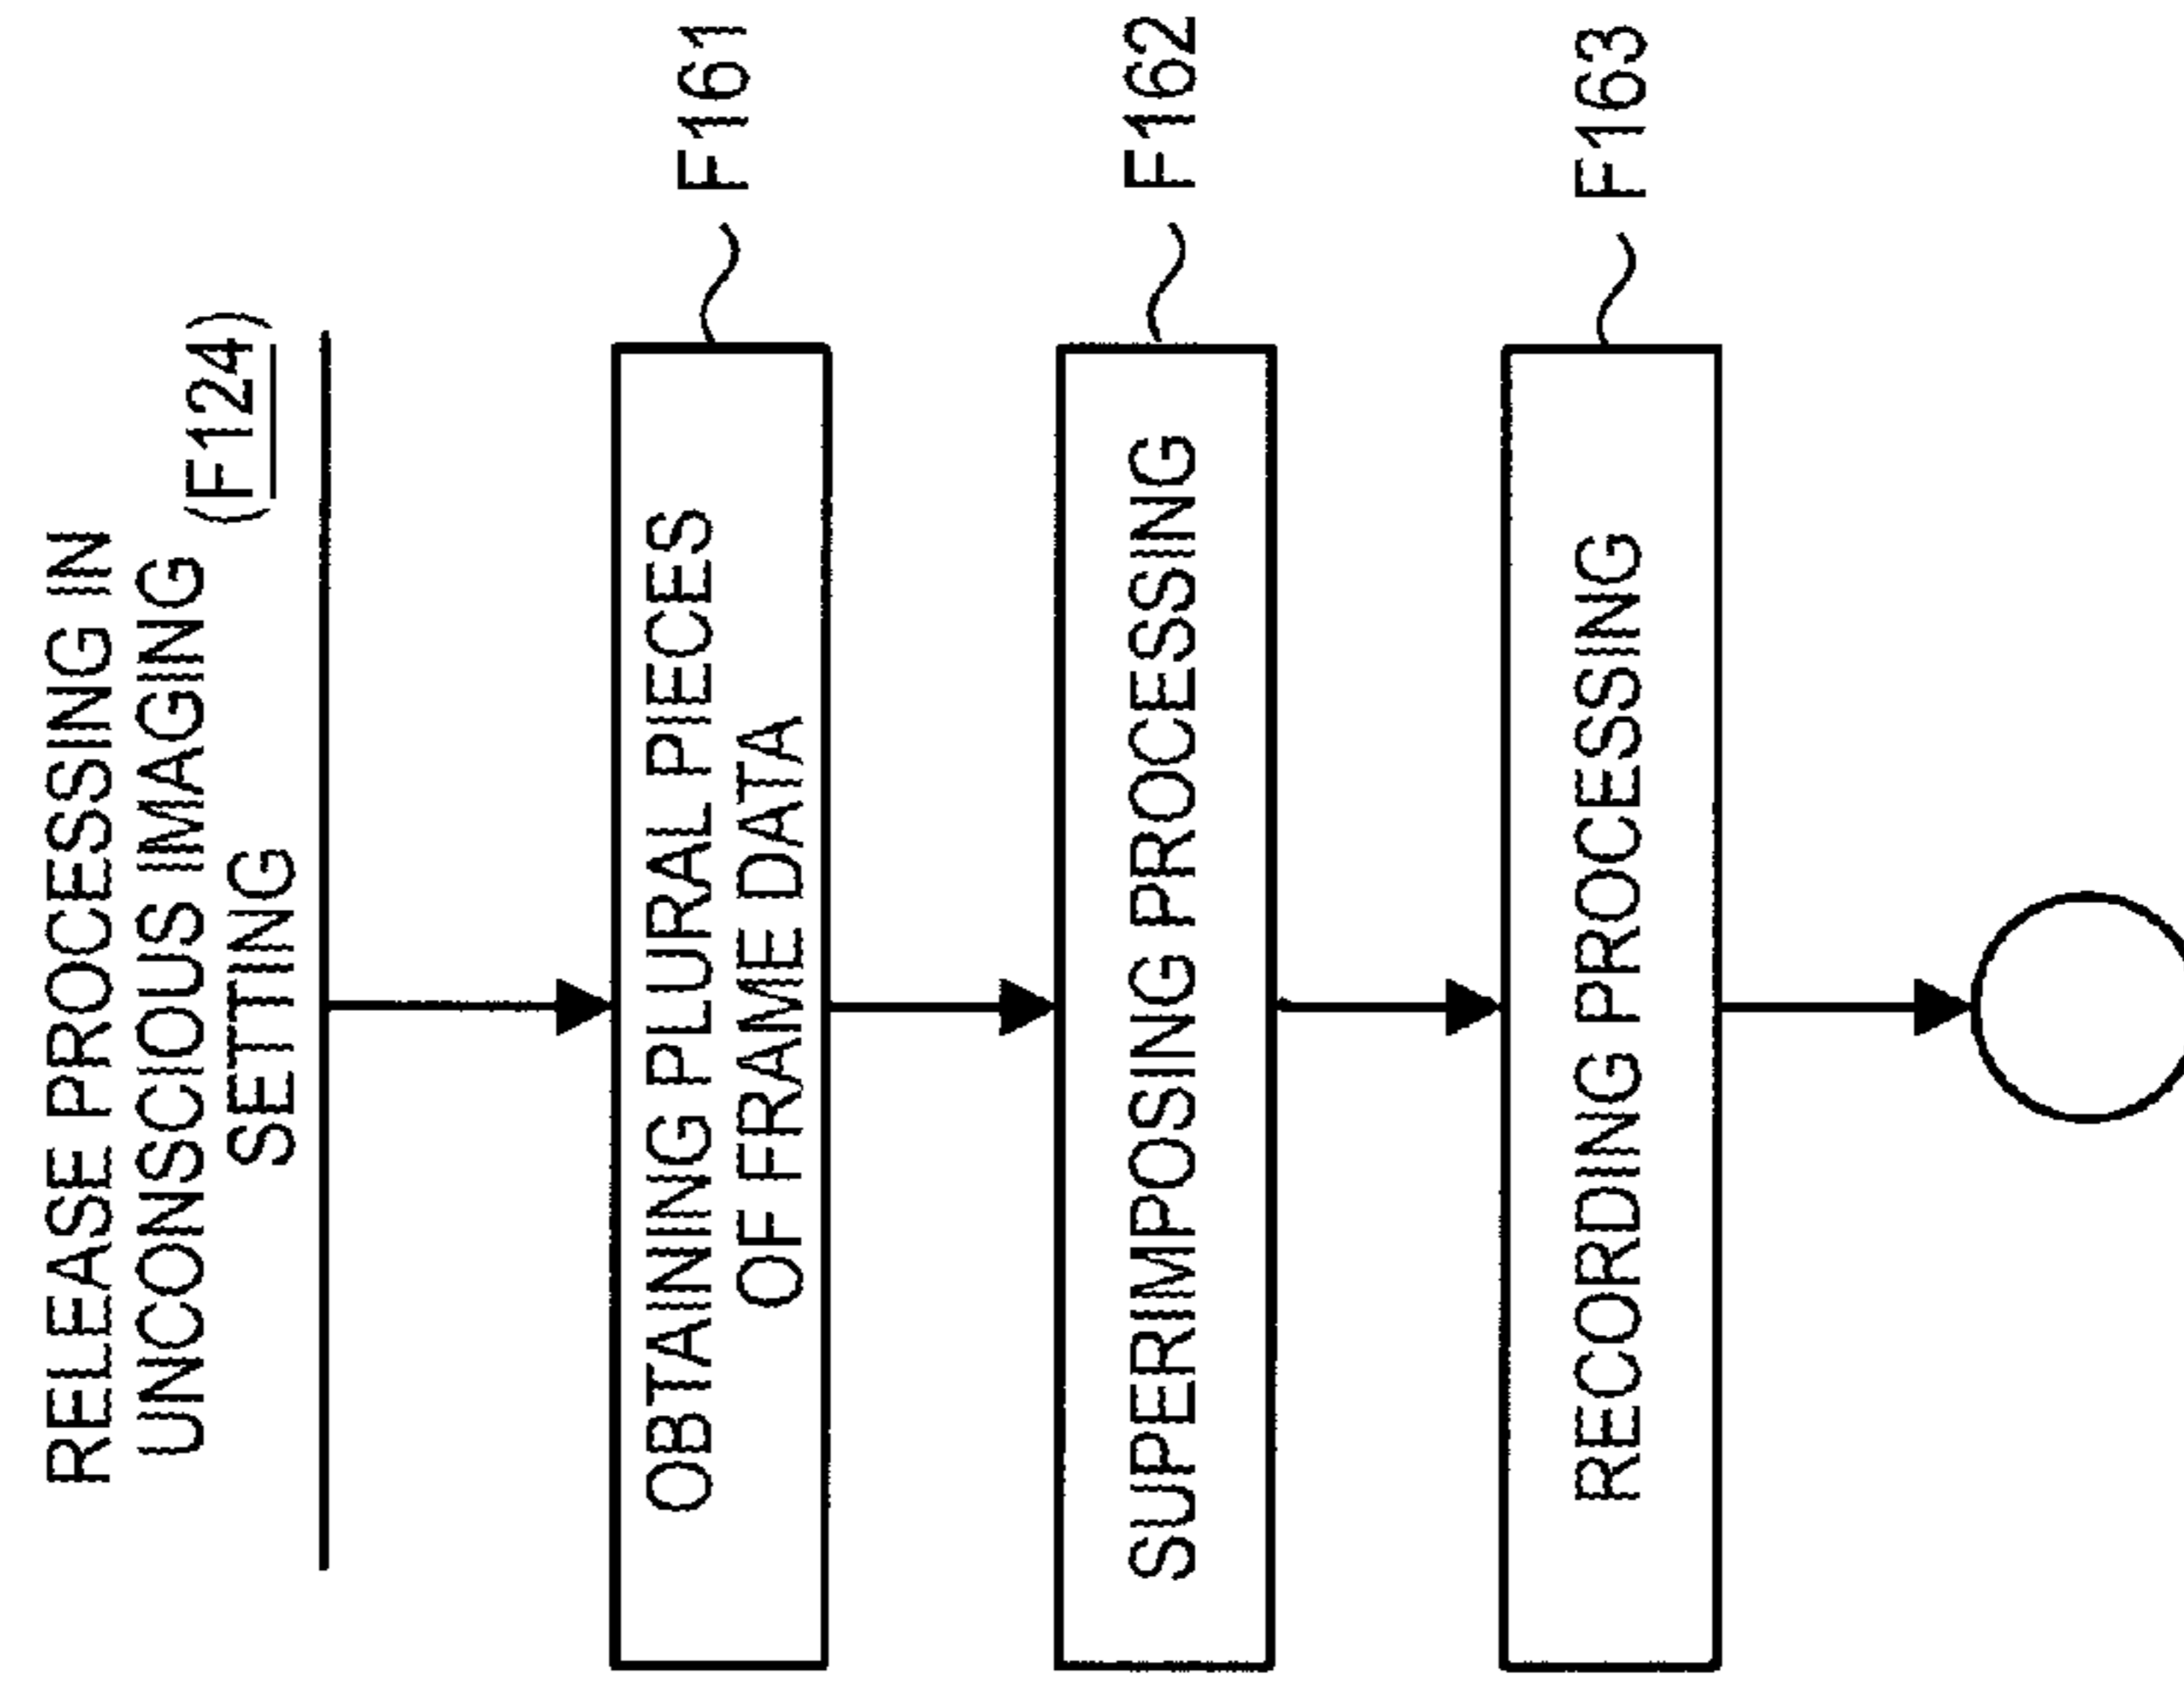 RELEASE PROCESSING IN
UNCONSCIOUS IMAGING
SETTING
(F124)
OBTAINING PLURAL PIECES
OF FRAME DATA
F161
SUPERIMPOSING PROCESSING
F162
RECORDING PROCESSING
F163